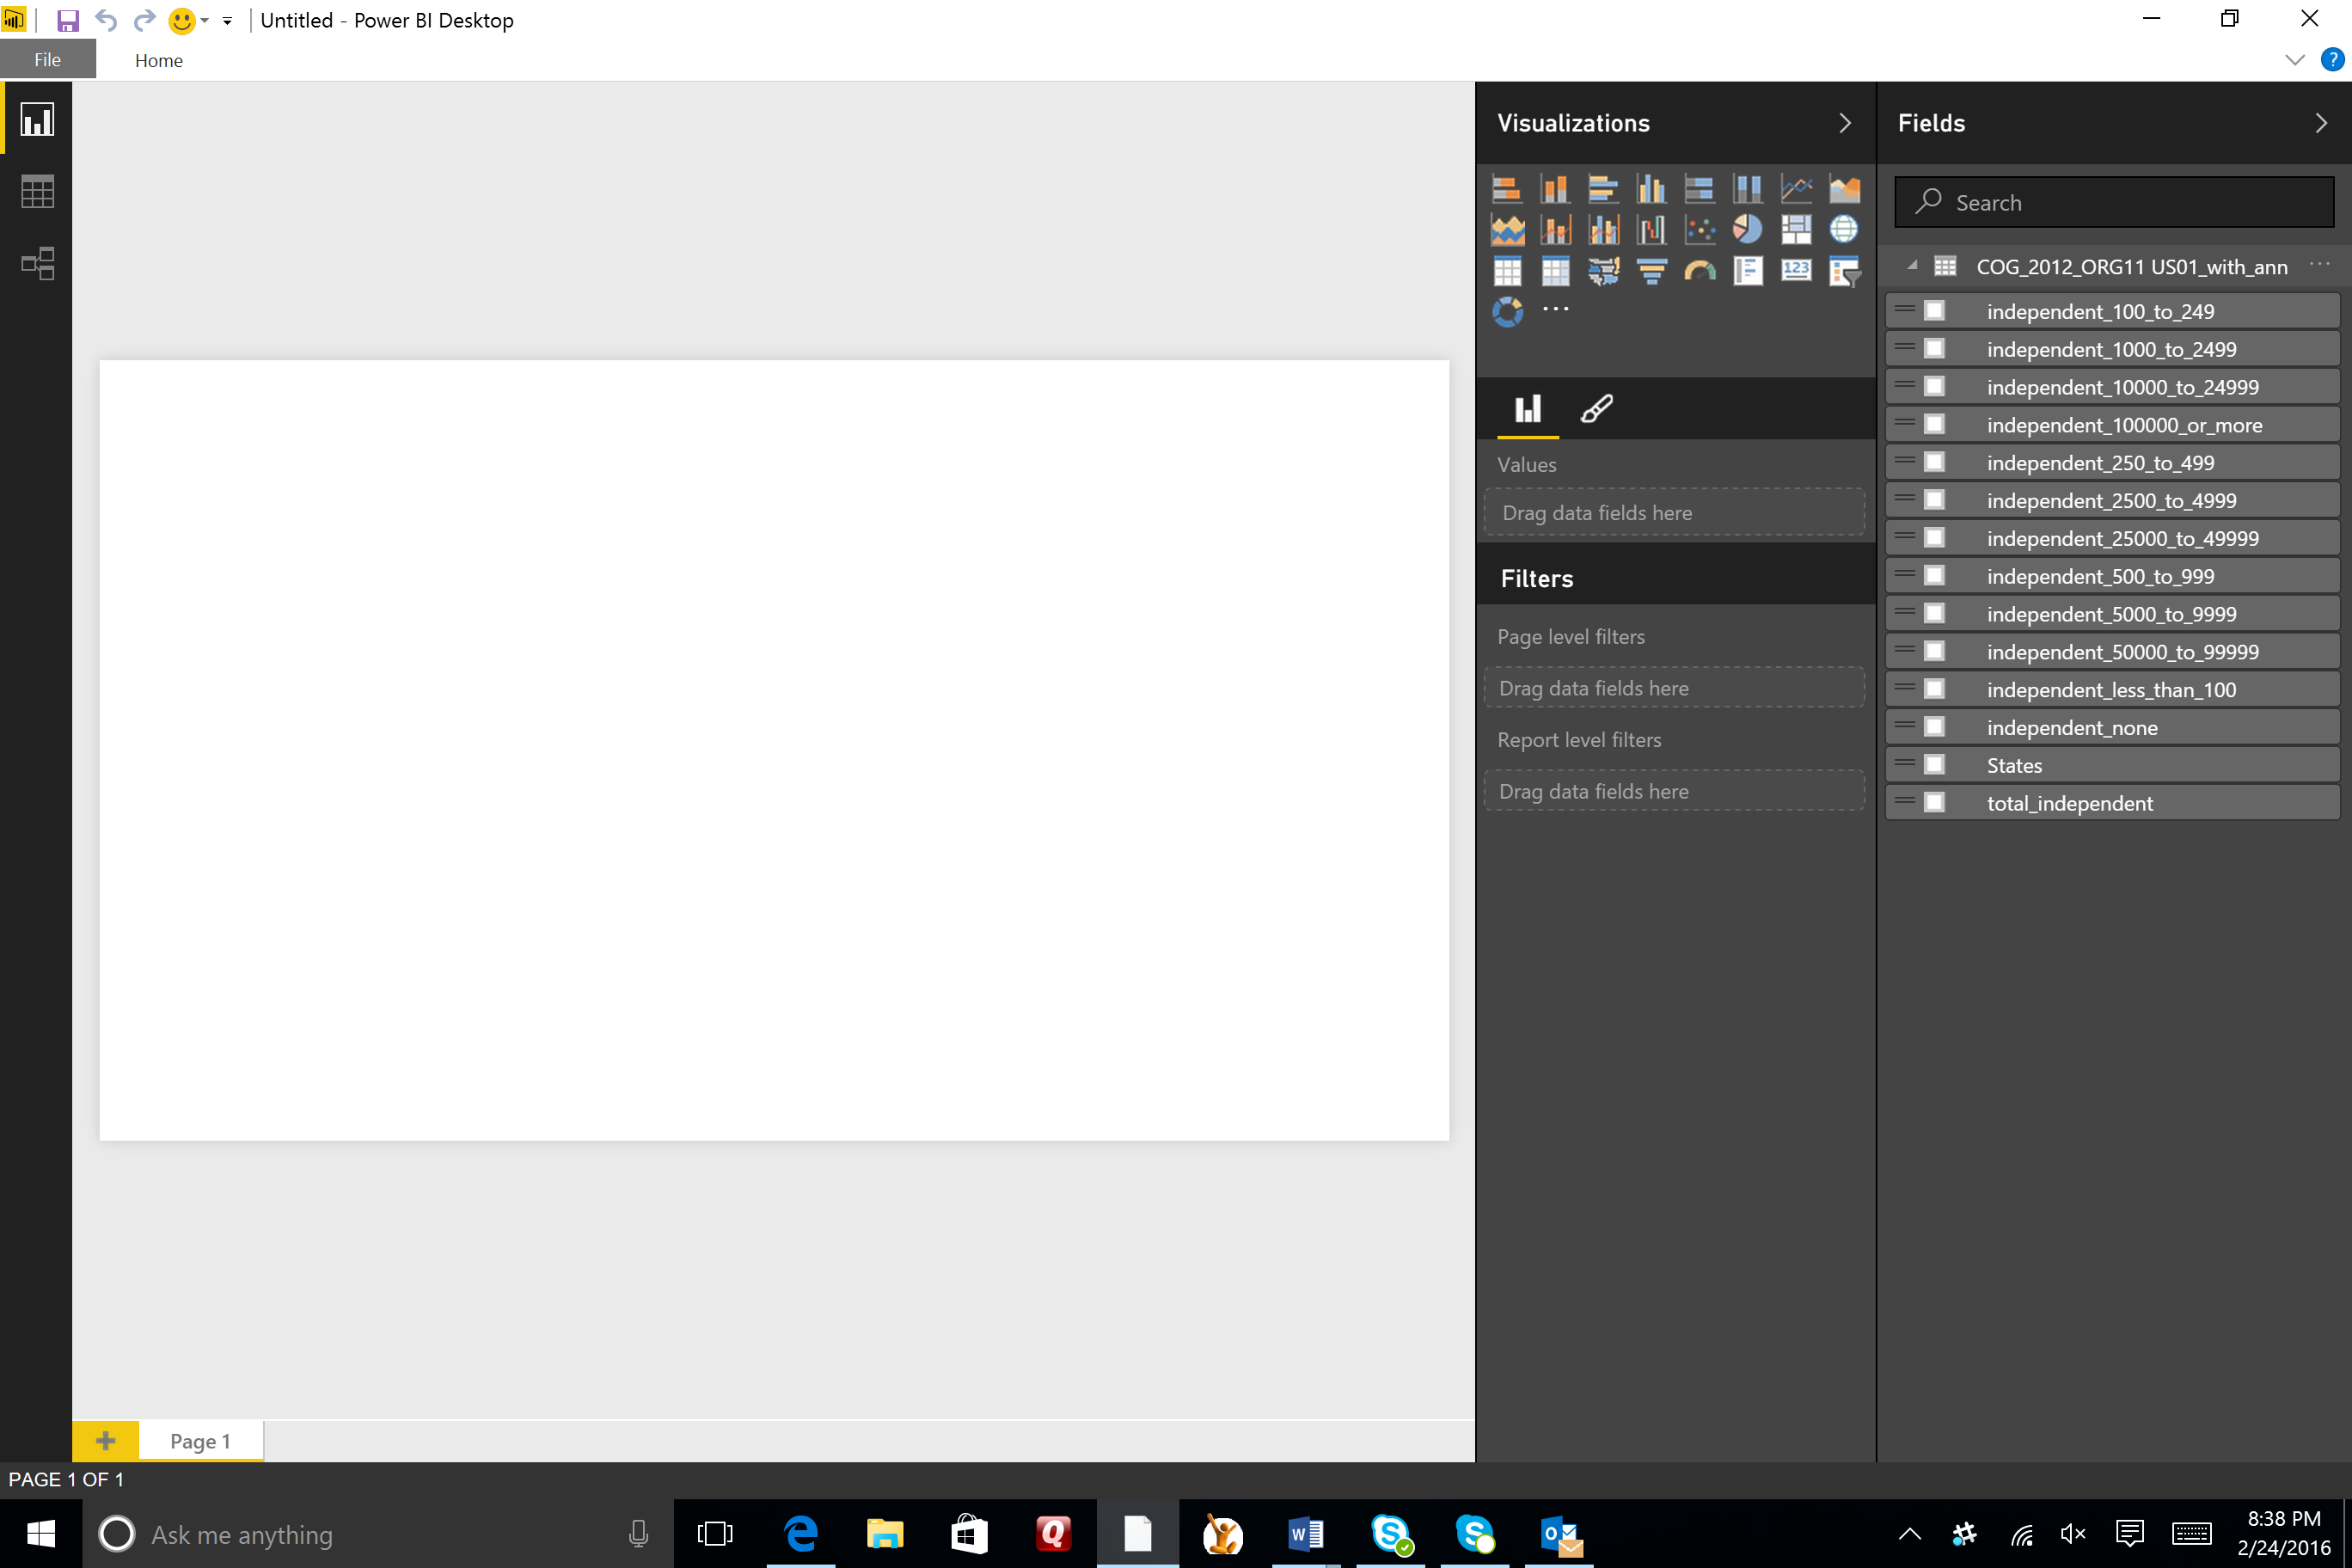 Untitled - Power BI Desktop
File
Home
?
Visualizations
Fields
Search
COG_2012_ORG11 US01_with_ann
123
independent_100_to_249
independent_1000_to_2499
independent_10000_to_24999
independent_100000_or_more
independent_250_to_499
independent_2500_to_4999
independent_25000_to_49999
independent_500_to_999
independent_5000_to_9999
independent_50000_to_99999
independent_less_than_100
independent_none
States
total_independent
Values
Drag data fields here
Filters
Page level filters
Drag data fields here
Report level filters
Drag data fields here
Page 1
PAGE 1 OF 1
Ask me anything
8:38 PM
2/24/2016